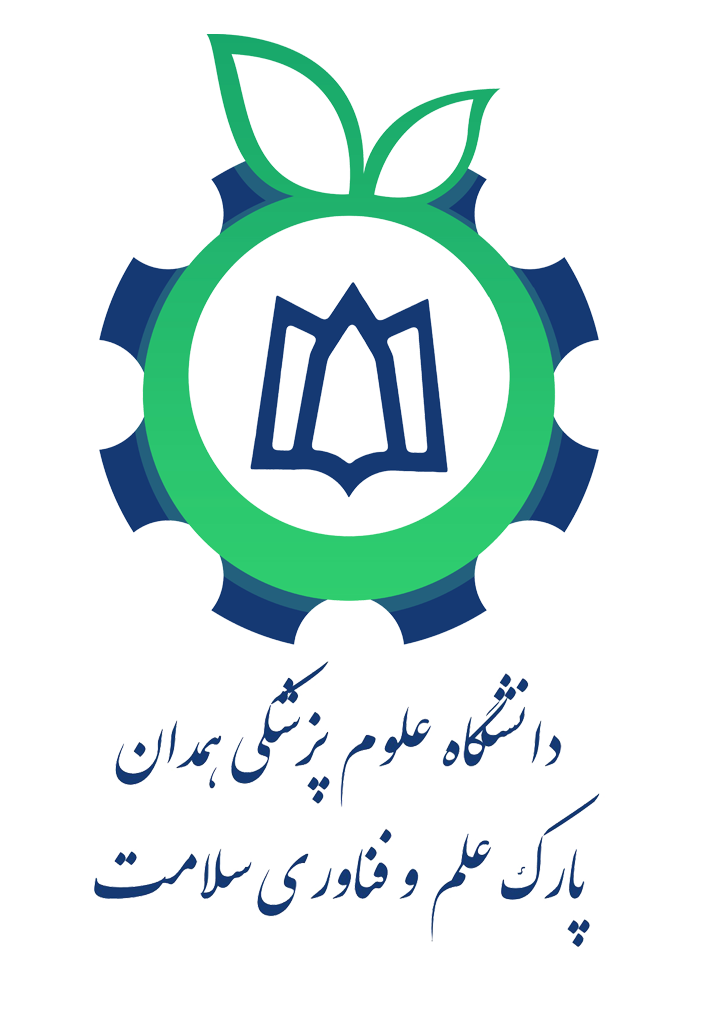 دانشگاه علوم پزشکی همدان
پارک علم و فناوری سلامت